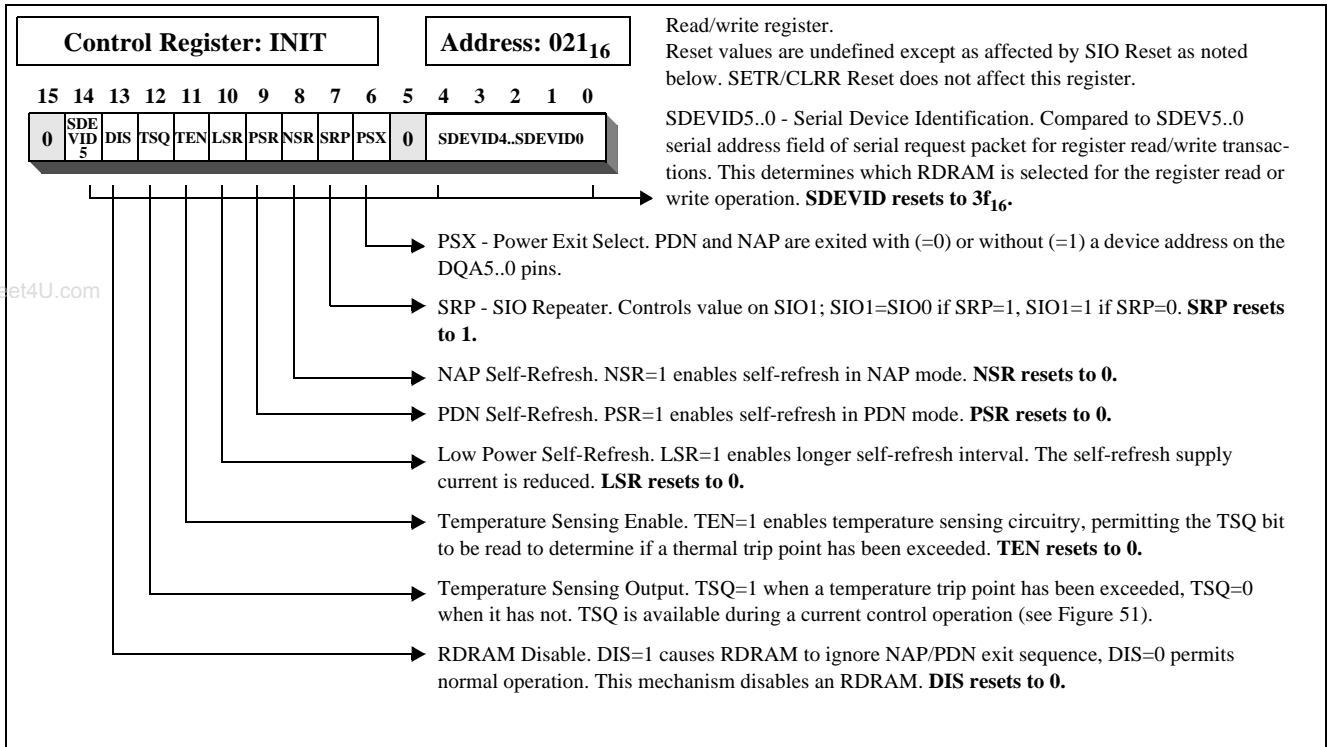 Control Register: INIT
Address: 021₁₆
Read/write register.
Reset values are undefined except as affected by SIO Reset as noted
below. SETR/CLRR Reset does not affect this register.
15 14 13 12 11 10 9 8 7 6 5 4 3 2 1 0
0 SDE VID 5 DIS TSQ TEN LSR PSR NSR SRP PSX 0 SDEVID4..SDEVID0
SDEVID5..0 - Serial Device Identification. Compared to SDEV5..0
serial address field of serial request packet for register read/write transac-
tions. This determines which RDRAM is selected for the register read or
write operation. SDEVID resets to 3f₁₆.
PSX - Power Exit Select. PDN and NAP are exited with (=0) or without (=1) a device address on the
DQA5..0 pins.
eet4U.com
SRP - SIO Repeater. Controls value on SIO1; SIO1=SIO0 if SRP=1, SIO1=1 if SRP=0. SRP resets
to 1.
NAP Self-Refresh. NSR=1 enables self-refresh in NAP mode. NSR resets to 0.
PDN Self-Refresh. PSR=1 enables self-refresh in PDN mode. PSR resets to 0.
Low Power Self-Refresh. LSR=1 enables longer self-refresh interval. The self-refresh supply
current is reduced. LSR resets to 0.
Temperature Sensing Enable. TEN=1 enables temperature sensing circuitry, permitting the TSQ bit
to be read to determine if a thermal trip point has been exceeded. TEN resets to 0.
Temperature Sensing Output. TSQ=1 when a temperature trip point has been exceeded, TSQ=0
when it has not. TSQ is available during a current control operation (see Figure 51).
RDRAM Disable. DIS=1 causes RDRAM to ignore NAP/PDN exit sequence, DIS=0 permits
normal operation. This mechanism disables an RDRAM. DIS resets to 0.